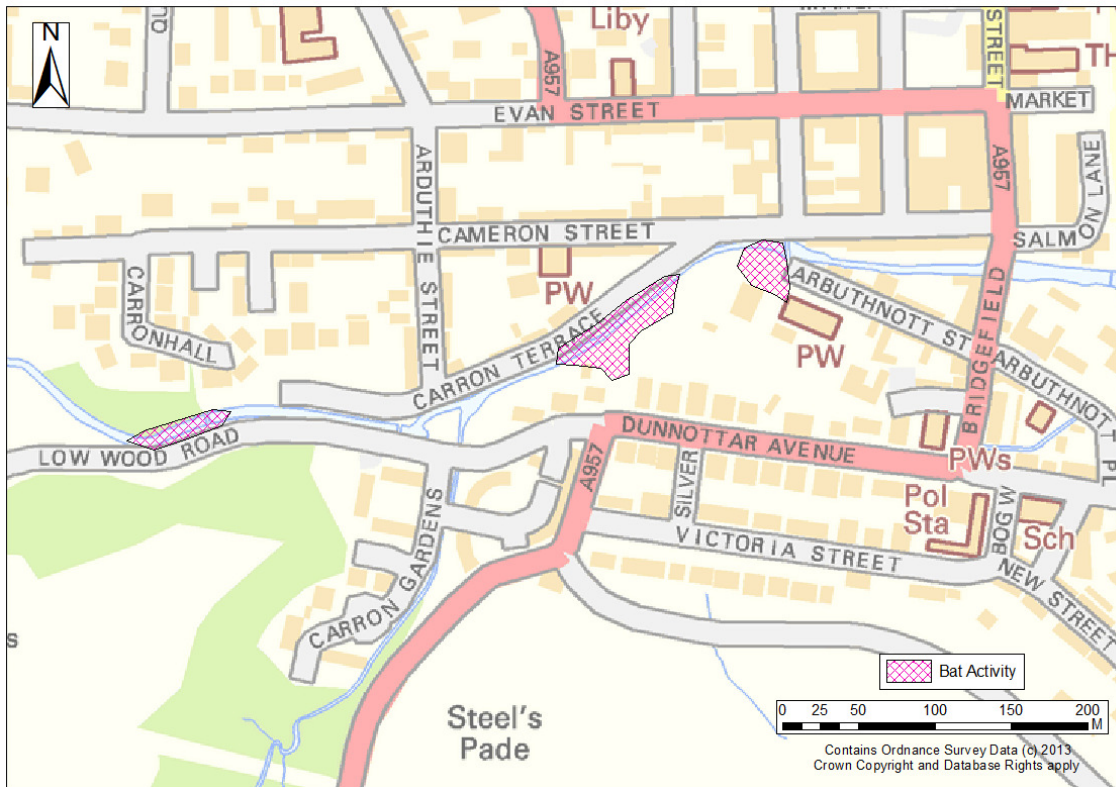 N
Liby
STREET
TH
A957
MARKET
EVAN STREET
ARDUTHIE STREET
A957
SALMON LANE
CAMERON STREET
PW
CARRONHALL
CARRON TERRACE
ARBUTHNOTT ST
ARBUTHNOTT PL
PW
BRIDGEFIELD
LOW WOOD ROAD
DUNNOTTAR AVENUE
PWs
A957
SILVER
Pol
Sta
BOGW
Sch
VICTORIA STREET
NEW STREET
CARRON GARDENS
s
Steel's
Pade
Bat Activity
0 25 50 100 150 200
M
Contains Ordnance Survey Data (c) 2013
Crown Copyright and Database Rights apply